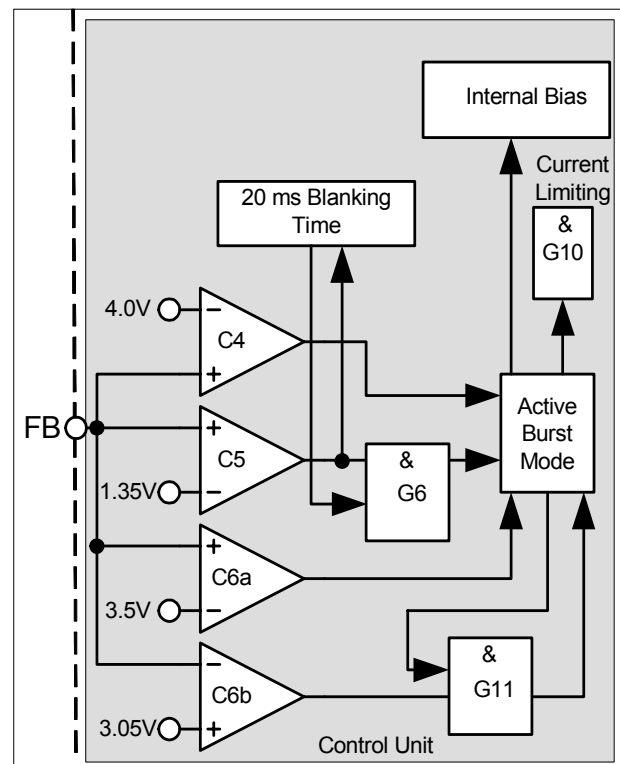 Internal Bias
Current
Limiting
20 ms Blanking
Time
&
G10
4.0V
−
C4
+
FB
+
C5
−
1.35V
&
G6
Active
Burst
Mode
+
C6a
−
3.5V
−
C6b
+
3.05V
&
G11
Control Unit